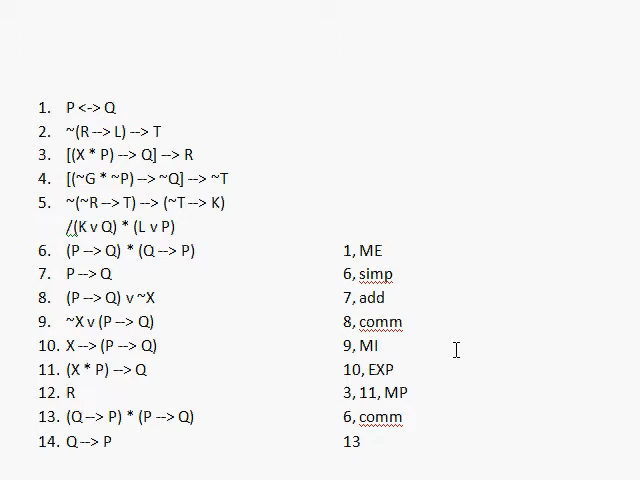 1. P <-> Q
2. ~(R --> L) --> T
3. [(X * P) --> Q] --> R
4. [(~G * ~P) --> ~Q] --> ~T
5. ~(~R --> T) --> (~T --> K)
/(K v Q) * (L v P)
6. (P --> Q) * (Q --> P) 1, ME
7. P --> Q 6, simp
8. (P --> Q) v ~X 7, add
9. ~X v (P --> Q) 8, comm
10. X --> (P --> Q) 9, MI
11. (X * P) --> Q 10, EXP
12. R 3, 11, MP
13. (Q --> P) * (P --> Q) 6, comm
14. Q --> P 13